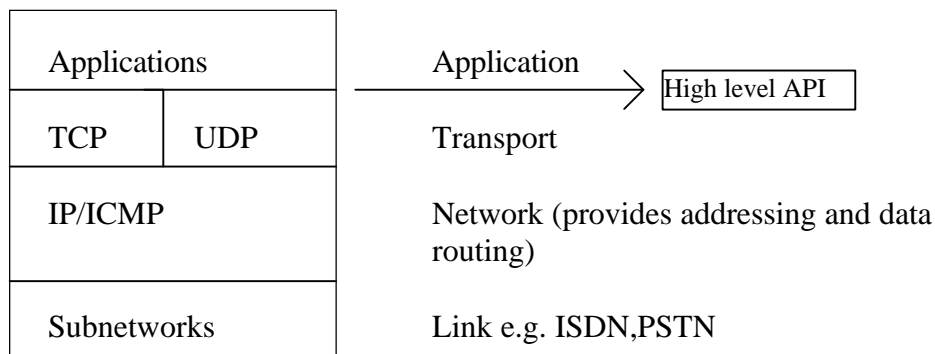 Applications
Application
High level API
TCP
UDP
Transport
IP/ICMP
Network (provides addressing and data
routing)
Subnetworks
Link e.g. ISDN,PSTN